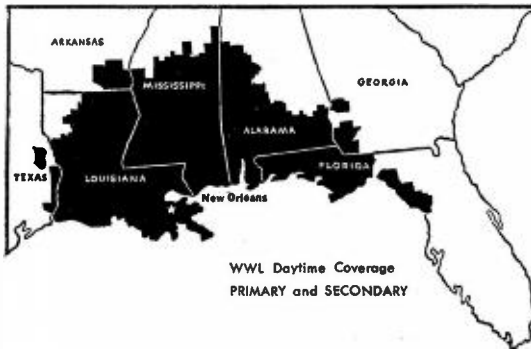 ARKANSAS
MISSISSIPPI
GEORGIA
ALABAMA
TEXAS
LOUISIANA
FLORIDA
New Orleans
WWL Daytime Coverage
PRIMARY and SECONDARY